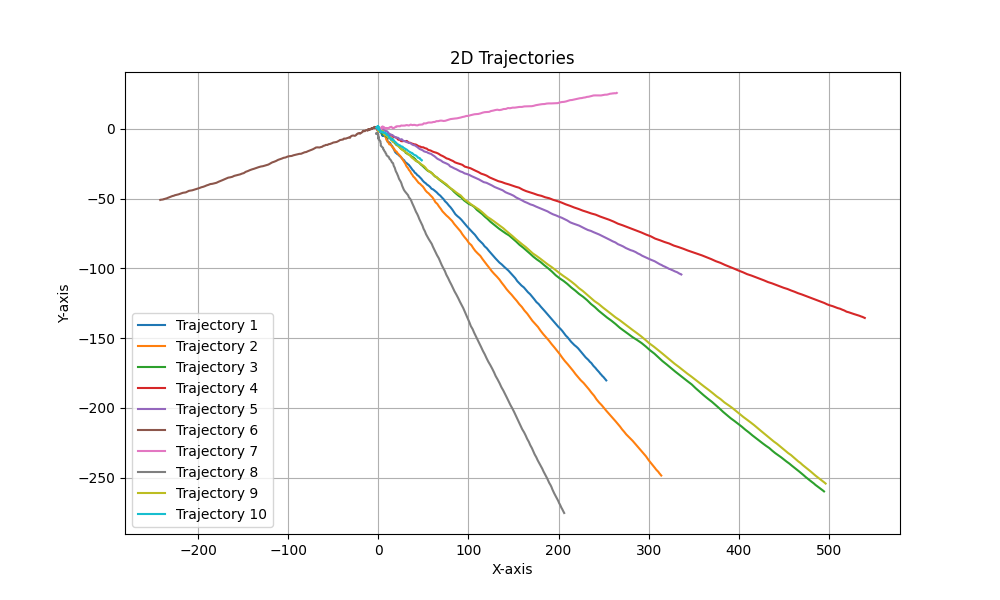 2D Trajectories
Y-axis
0
−50
−100
−150
−200
−250
Trajectory 1
Trajectory 2
Trajectory 3
Trajectory 4
Trajectory 5
Trajectory 6
Trajectory 7
Trajectory 8
Trajectory 9
Trajectory 10
−200 −100 0 100 200 300 400 500
X-axis